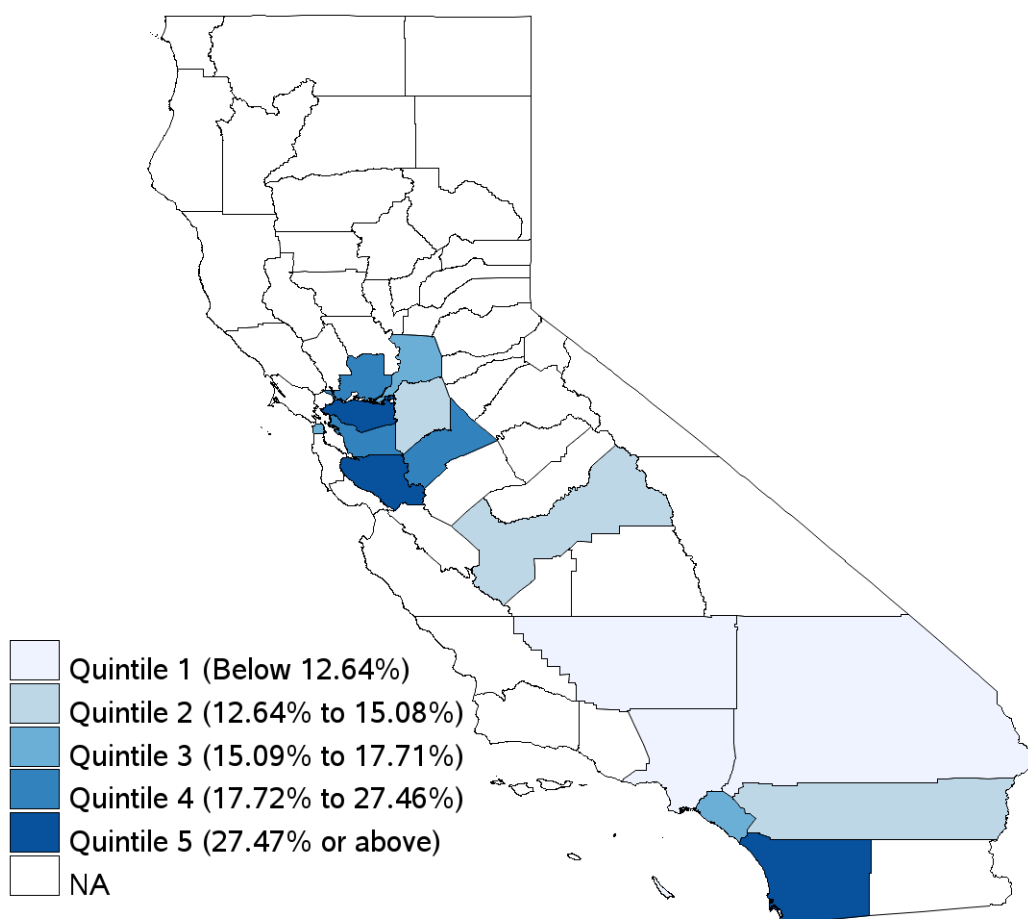 Quintile 1 (Below 12.64%)
Quintile 2 (12.64% to 15.08%)
Quintile 3 (15.09% to 17.71%)
Quintile 4 (17.72% to 27.46%)
Quintile 5 (27.47% or above)
NA